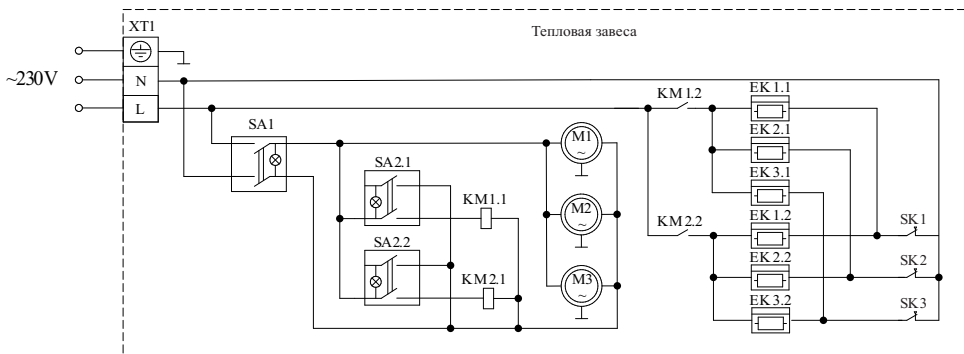 XT1
Тепловая завеса
~230V
N
L
KM1.2
EK1.1
SA1
M1
~
EK2.1
SA2.1
EK3.1
KM1.1
M2
~
KM2.2
EK1.2
SK1
SA2.2
EK2.2
SK2
KM2.1
M3
~
EK3.2
SK3